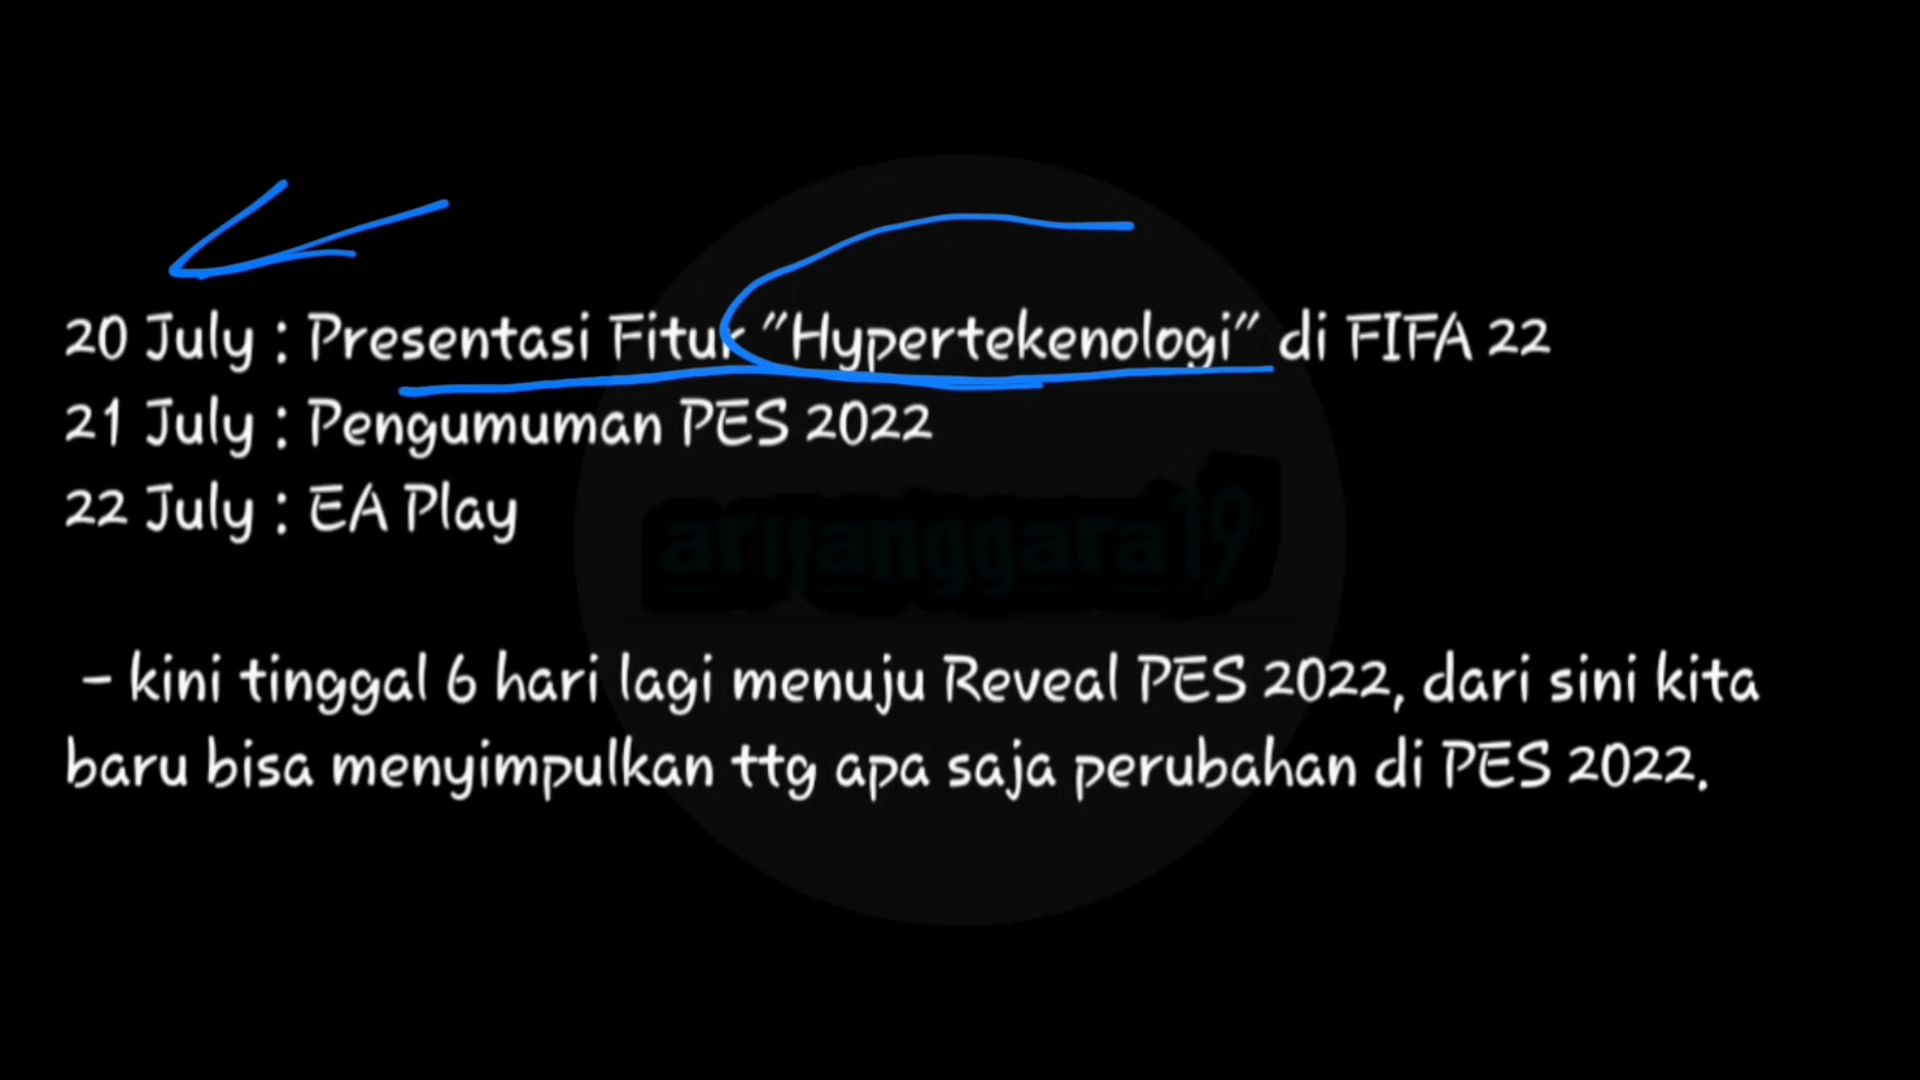 20 July : Presentasi Fitur "Hypertekenologi" di FIFA 22
21 July : Pengumuman PES 2022
22 July : EA Play
ariyanggara19
- kini tinggal 6 hari lagi menuju Reveal PES 2022, dari sini kita
baru bisa menyimpulkan ttg apa saja perubahan di PES 2022.